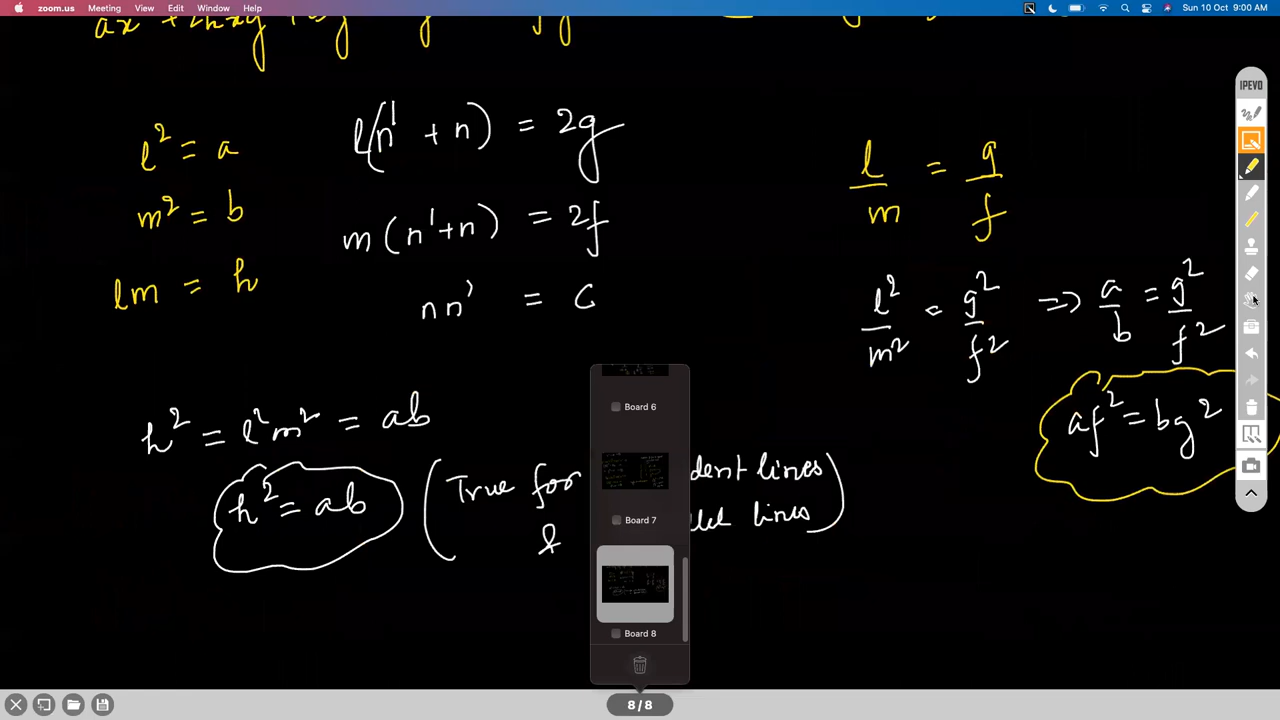 zoom.us Meeting View Edit Window Help Sun 10 Oct 9:00 AM
ax + 2hxy
l² = a
m² = b
lm = h
l(n' + n) = 2g
m(n' + n) = 2f
nn' = c
l/m = g/f
l²/m² = g²/f² => a/b = g²/f²
af² = bg²
h² = l²m² = ab
h² = ab (True for dent lines
& lines)
IPEVO
Board 6
Board 7
Board 8
8/8